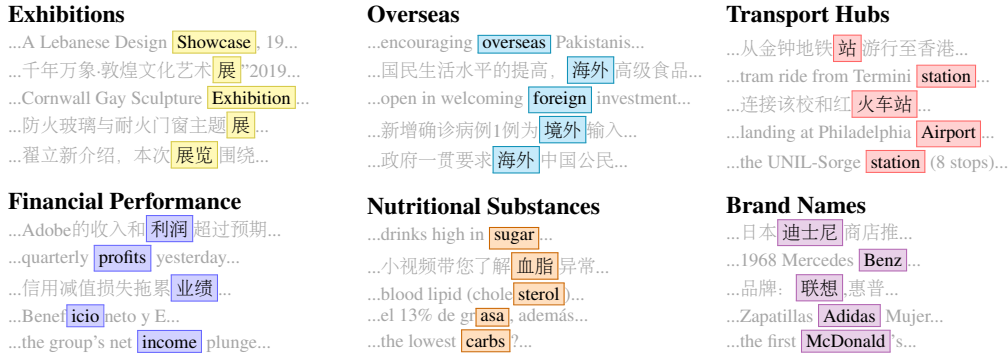 Exhibitions
...A Lebanese Design Showcase, 19...
...千年万象·敦煌文化艺术展”2019...
...Cornwall Gay Sculpture Exhibition...
...防火玻璃与耐火门窗主题展...
...翟立新介绍，本次展览围绕...
Overseas
...encouraging overseas Pakistanis...
...国民生活水平的提高，海外高级食品...
...open in welcoming foreign investment...
...新增确诊病例1例为境外输入...
...政府一贯要求海外中国公民...
Transport Hubs
...从金钟地铁站游行至香港...
...tram ride from Termini station...
...连接该校和红火车站...
...landing at Philadelphia Airport...
...the UNIL-Sorge station (8 stops)...
Financial Performance
...Adobe的收入和利润超过预期...
...quarterly profits yesterday...
...信用减值损失拖累业绩...
...Beneficio neto y E...
...the group's net income plunge...
Nutritional Substances
...drinks high in sugar...
...小视频带您了解血脂异常...
...blood lipid (cholesterol)...
...el 13% de grasa, además...
...the lowest carbs?...
Brand Names
...日本迪士尼商店推...
...1968 Mercedes Benz...
...品牌：联想,惠普...
...Zapatillas Adidas Mujer...
...the first McDonald's...